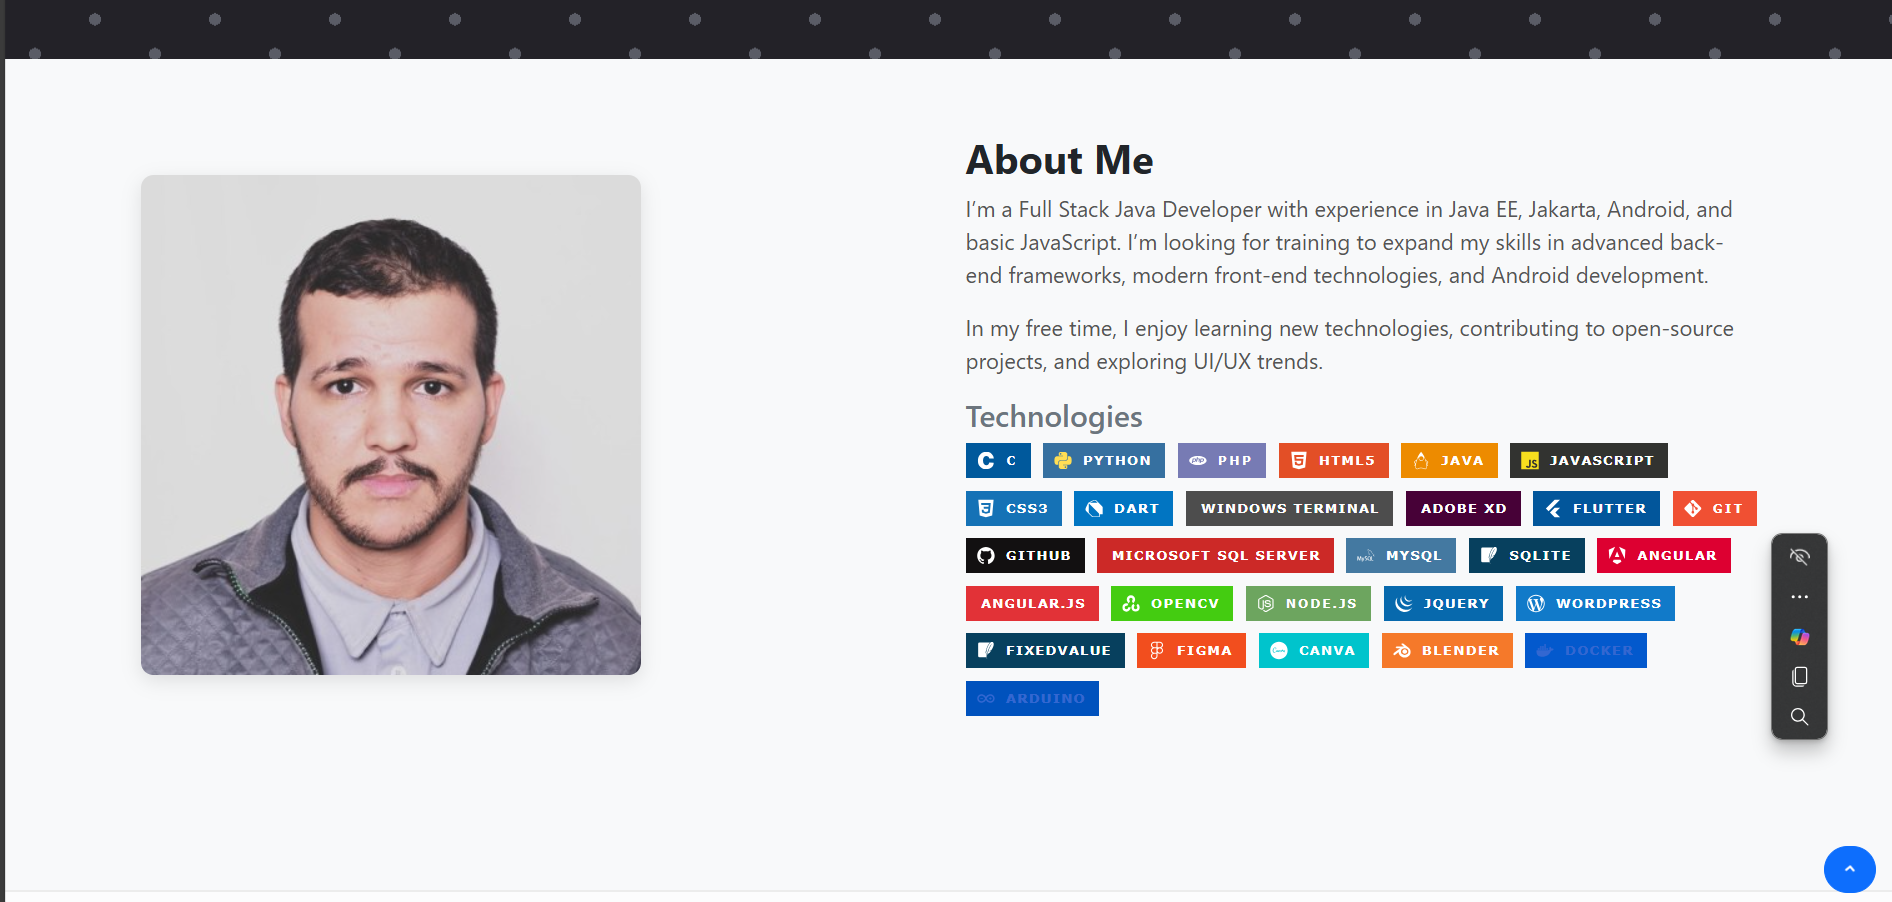 About Me
I’m a Full Stack Java Developer with experience in Java EE, Jakarta, Android, and
basic JavaScript. I’m looking for training to expand my skills in advanced back-
end frameworks, modern front-end technologies, and Android development.
In my free time, I enjoy learning new technologies, contributing to open-source
projects, and exploring UI/UX trends.
Technologies
C PYTHON PHP HTML5 JAVA JS JAVASCRIPT
CSS3 DART WINDOWS TERMINAL ADOBE XD FLUTTER GIT
GITHUB MICROSOFT SQL SERVER MySQL MYSQL SQLITE ANGULAR
ANGULAR.JS OPENCV NODE.JS JQUERY WORDPRESS
FIXEDVALUE FIGMA CANVA BLENDER DOCKER
ARDUINO